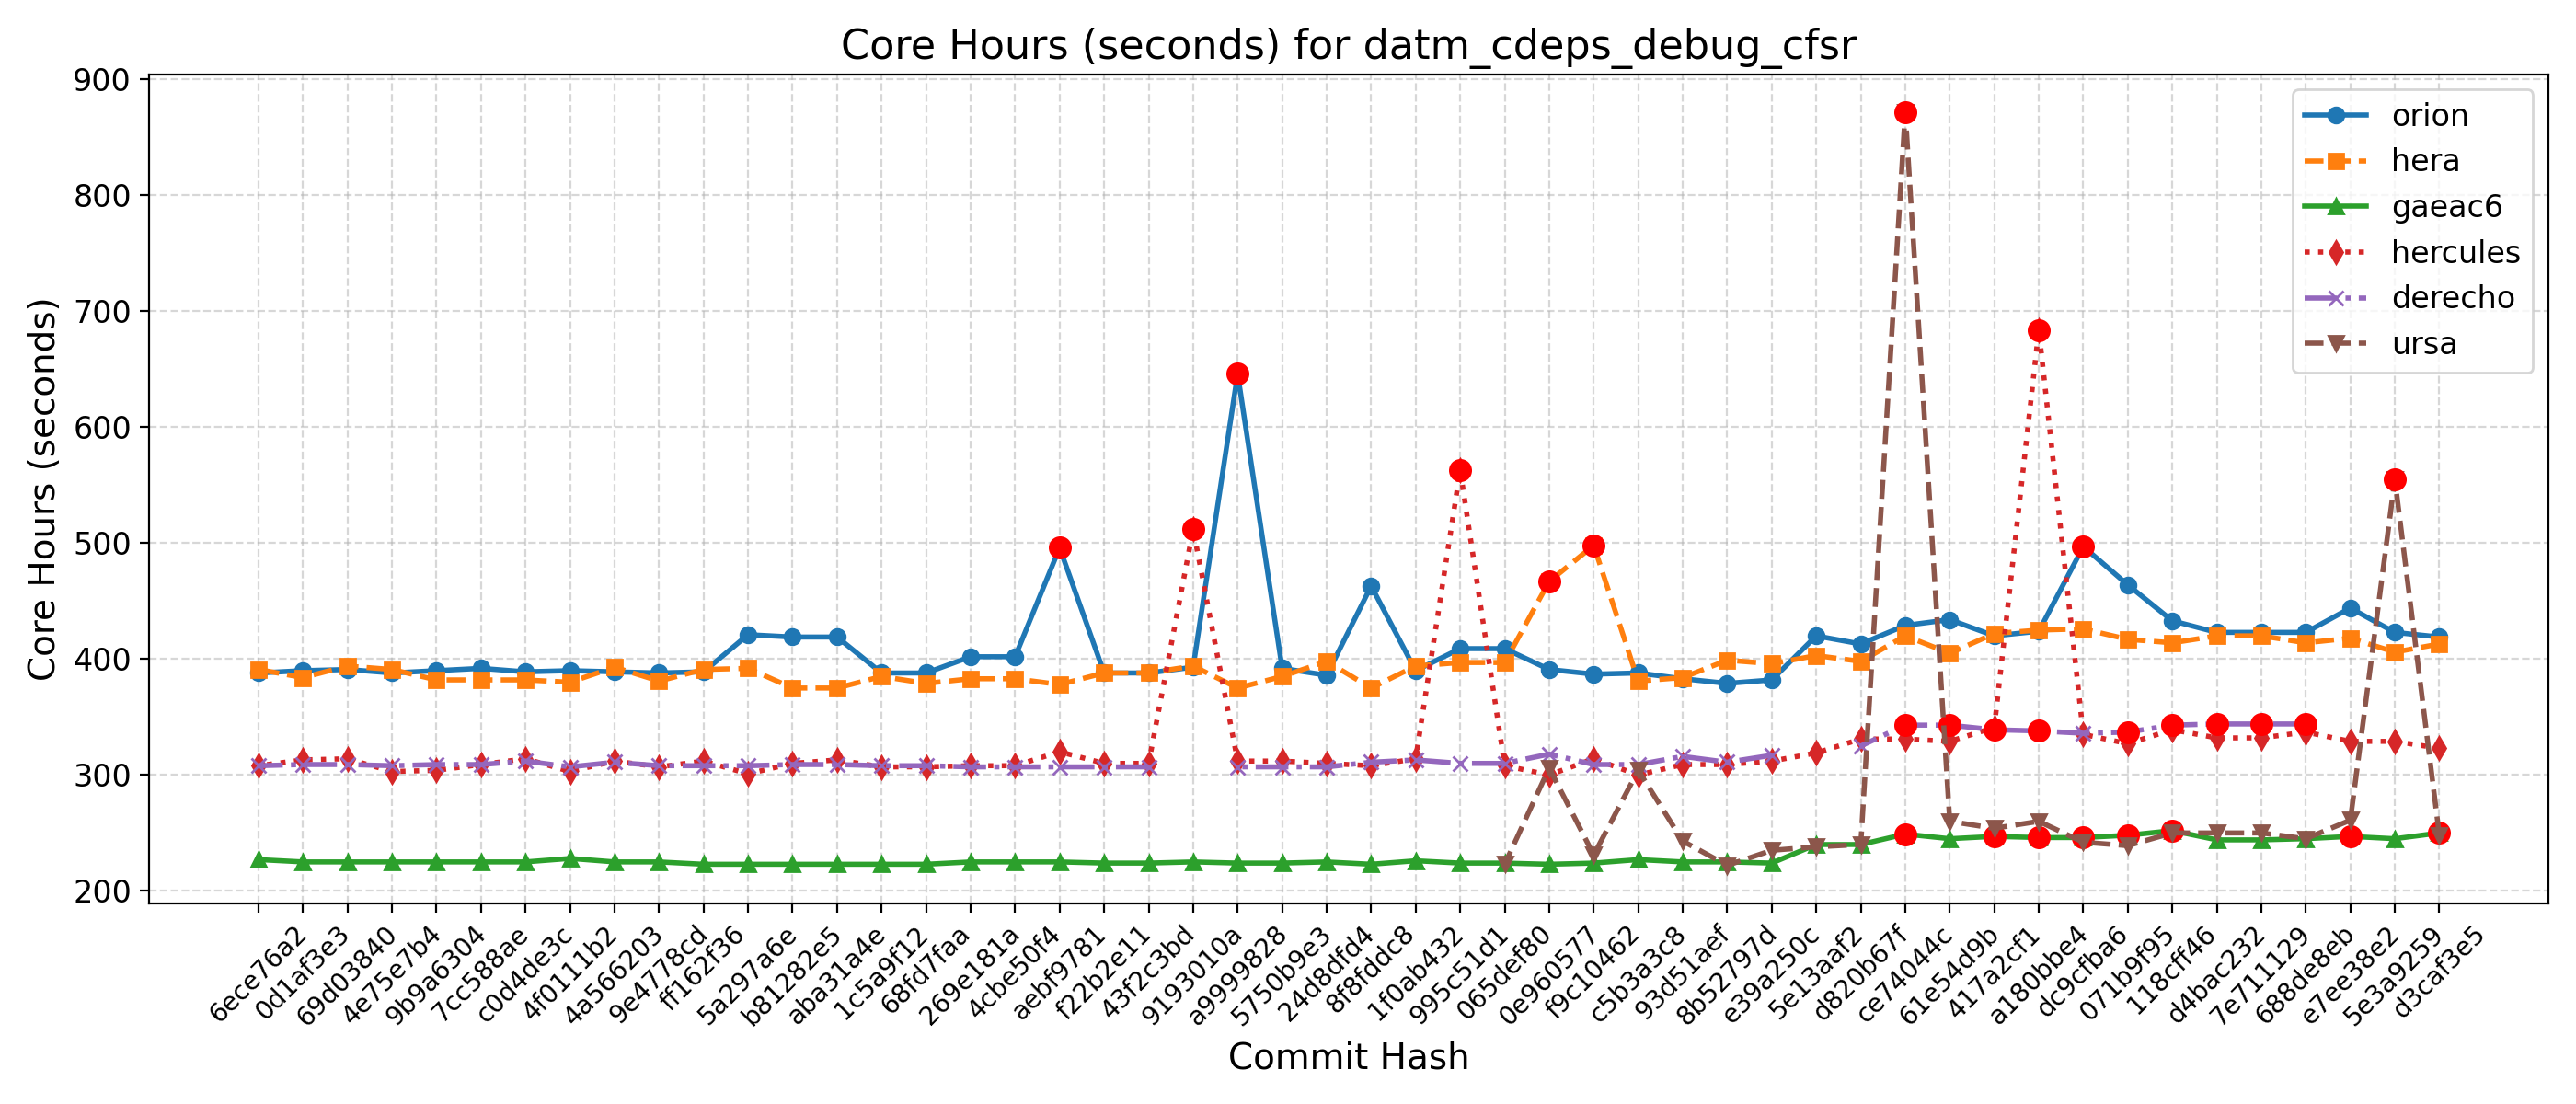 Core Hours (seconds) for datm_cdeps_debug_cfsr
Core Hours (seconds)
900
800
700
600
500
400
300
200
orion
hera
gaeac6
hercules
derecho
ursa
6ece76a2
0d1af3e3
69d03840
4e75e7b4
9b9a6304
7cc588ae
c0d4de3c
4f0111b2
4a566203
9e4778cd
ff162f36
5a297a6e
b81282e5
aba31a4e
1c5a9f12
68fd7faa
269e181a
4cbe50f4
aebf9781
f22b2e11
43f2c3bd
9193010a
a9999828
5750b9e3
24d8dfd4
8f8fddc8
1f0ab432
995c51d1
065def80
0e960577
f9c10462
c5b3a3c8
93d51aef
8b52797d
e39a250c
5e13aaf2
d820b67f
ce74044c
61e54d9b
417a2cf1
a180bbe4
dc9cfba6
071b9f95
118cff46
d4bac232
7e711129
688de8eb
e7ee38e2
5e3a9259
d3caf3e5
Commit Hash